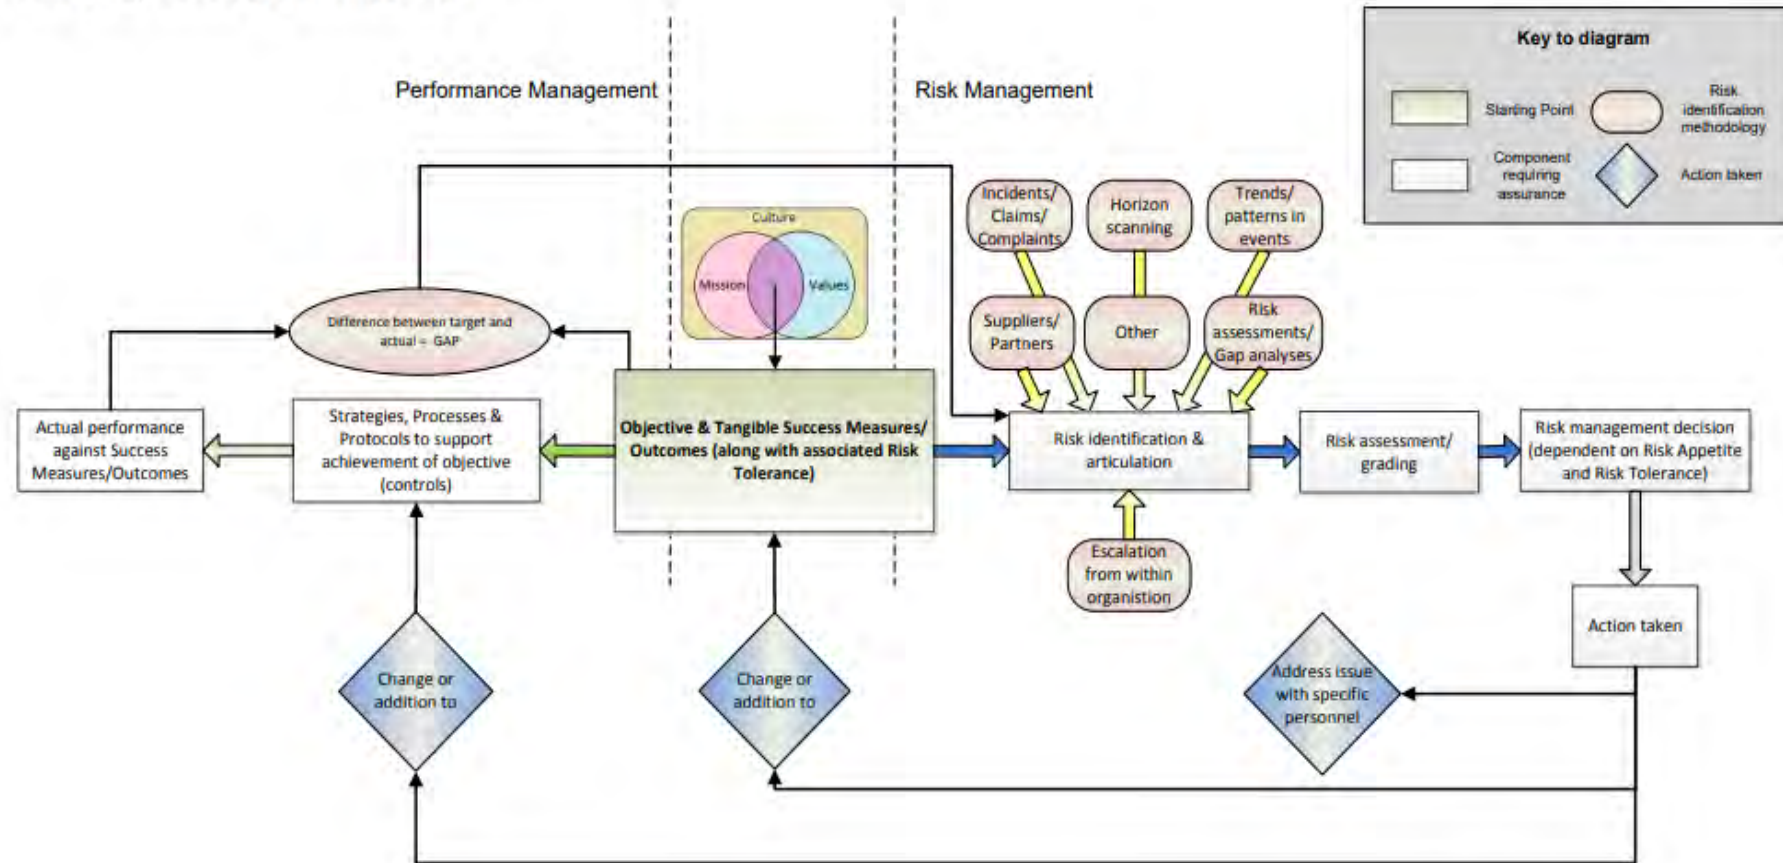 Key to diagram
Starting Point
Risk
identification
methodology
Component
requiring
assurance
Action taken
Performance Management
Risk Management
Culture
Mission
Values
Incidents/
Claims/
Complaints
Horizon
scanning
Trends/
patterns in
events
Suppliers/
Partners
Other
Risk
assessments/
Gap analyses
Difference between target and
actual = GAP
Actual performance
against Success
Measures/Outcomes
Strategies, Processes &
Protocols to support
achievement of objective
(controls)
Objective & Tangible Success Measures/
Outcomes (along with associated Risk
Tolerance)
Risk identification &
articulation
Risk assessment/
grading
Risk management decision
(dependent on Risk Appetite
and Risk Tolerance)
Escalation
from within
organistion
Action taken
Change or
addition to
Change or
addition to
Address issue
with specific
personnel